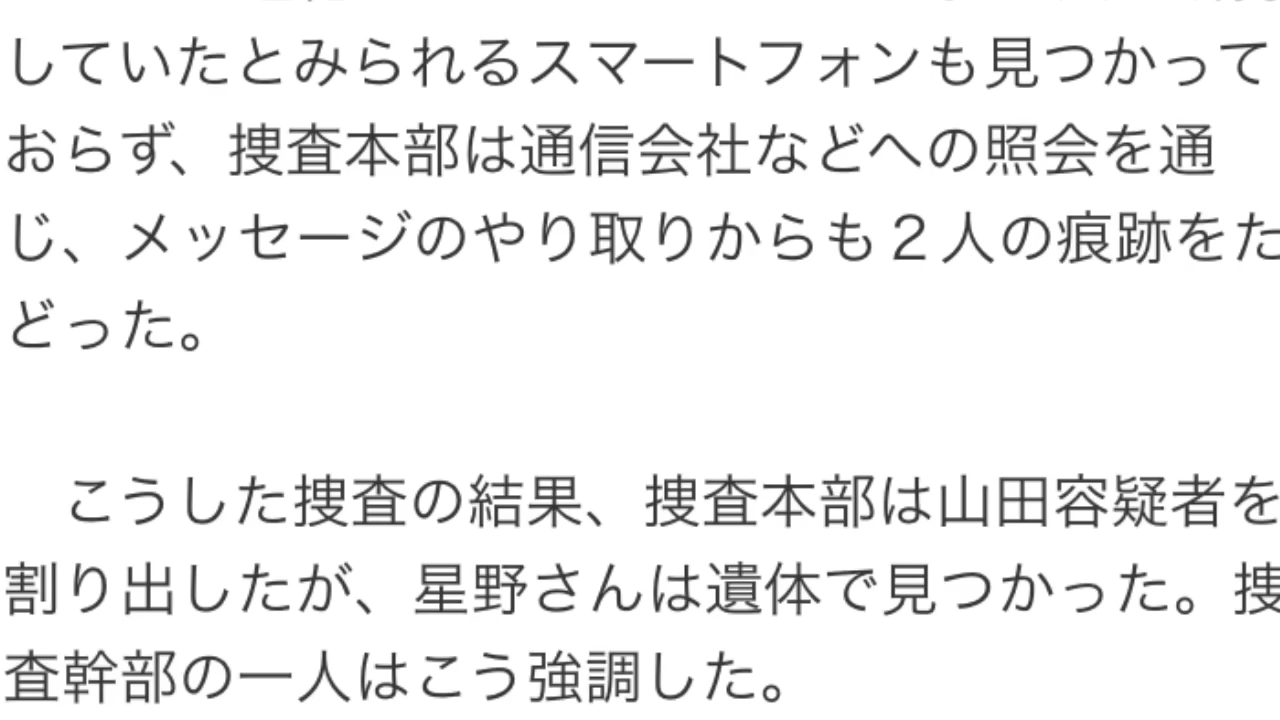 していたとみられるスマートフォンも見つかって
おらず、捜査本部は通信会社などへの照会を通
じ、メッセージのやり取りからも２人の痕跡をた
どった。
こうした捜査の結果、捜査本部は山田容疑者を
割り出したが、星野さんは遺体で見つかった。捜
査幹部の一人はこう強調した。